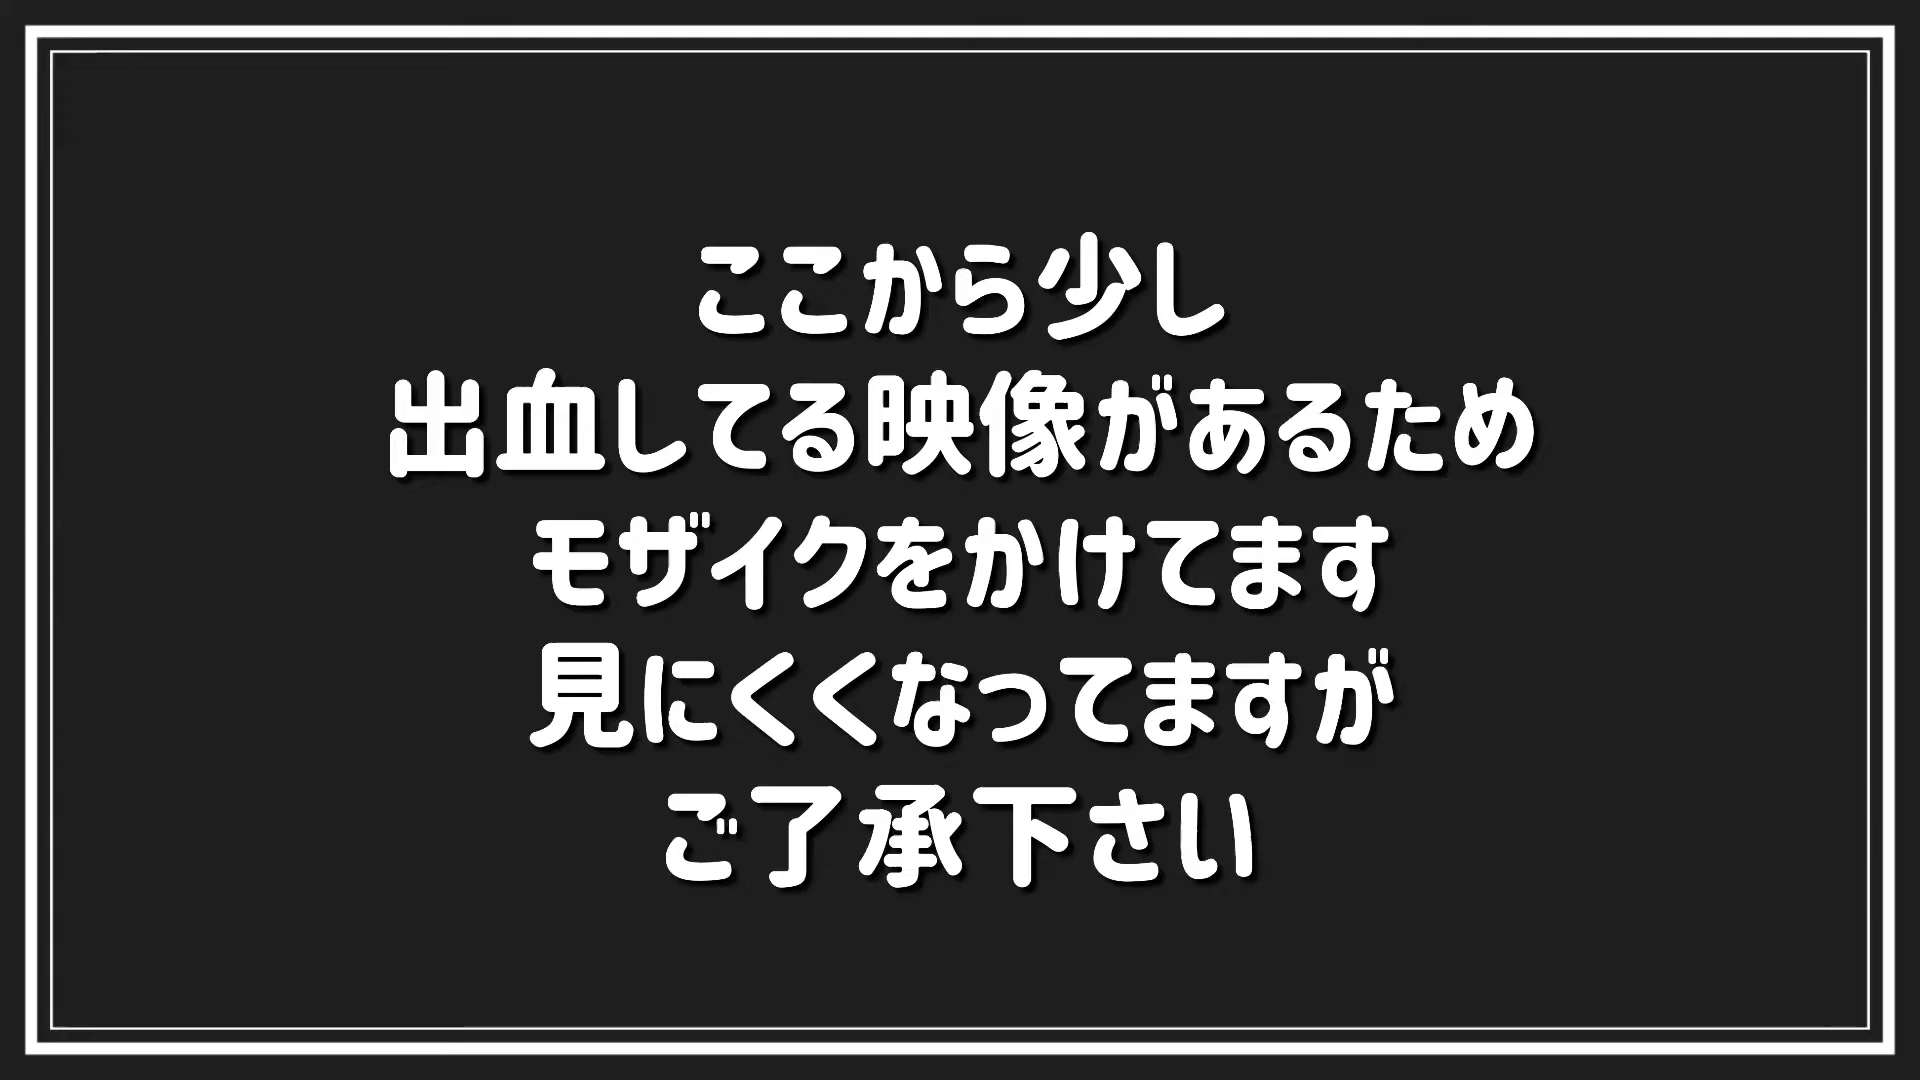 ここから少し
出血してる映像があるため
モザイクをかけてます
見にくくなってますが
ご了承下さい